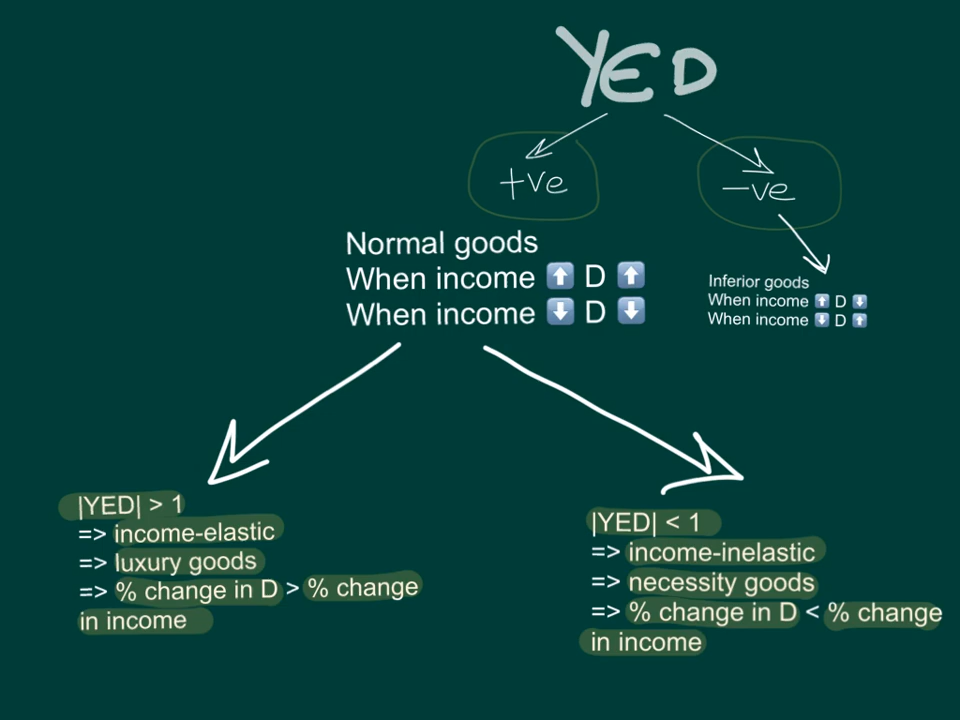 YED
+ve
-ve
Normal goods
When income ⬆️ D ⬆️
When income ⬇️ D ⬇️
Inferior goods
When income ⬆️ D ⬇️
When income ⬇️ D ⬆️
|YED| > 1
=> income-elastic
=> luxury goods
=> % change in D > % change
in income
|YED| < 1
=> income-inelastic
=> necessity goods
=> % change in D < % change
in income